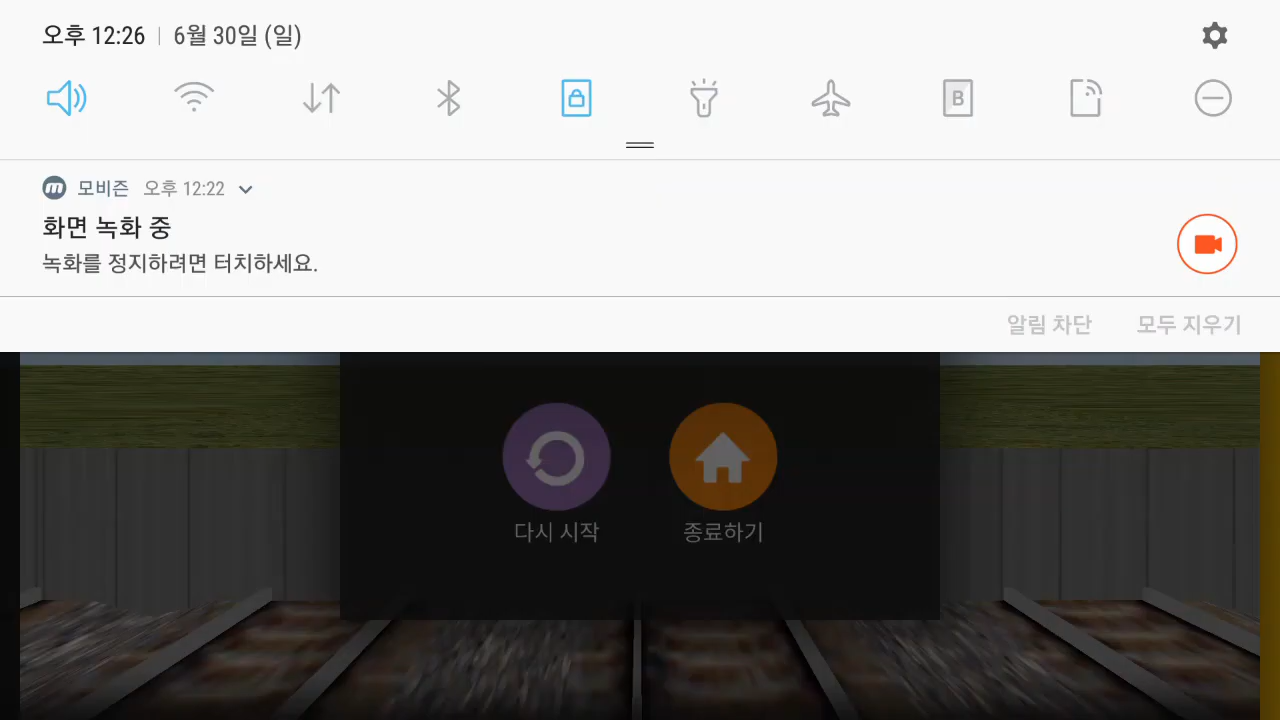 오후 12:26 | 6월 30일 (일)
B
m 모비즌 오후 12:22
화면 녹화 중
녹화를 정지하려면 터치하세요.
알림 차단 모두 지우기
다시 시작 종료하기